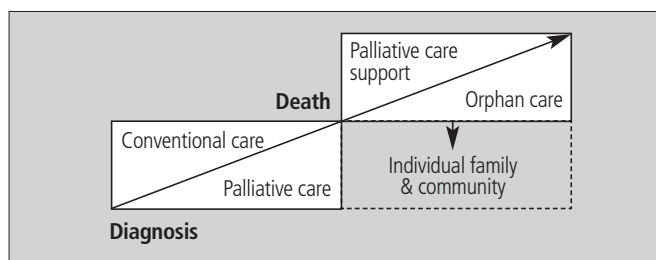 Palliative care
support
Death
Orphan care
Conventional care
Individual family
& community
Palliative care
Diagnosis